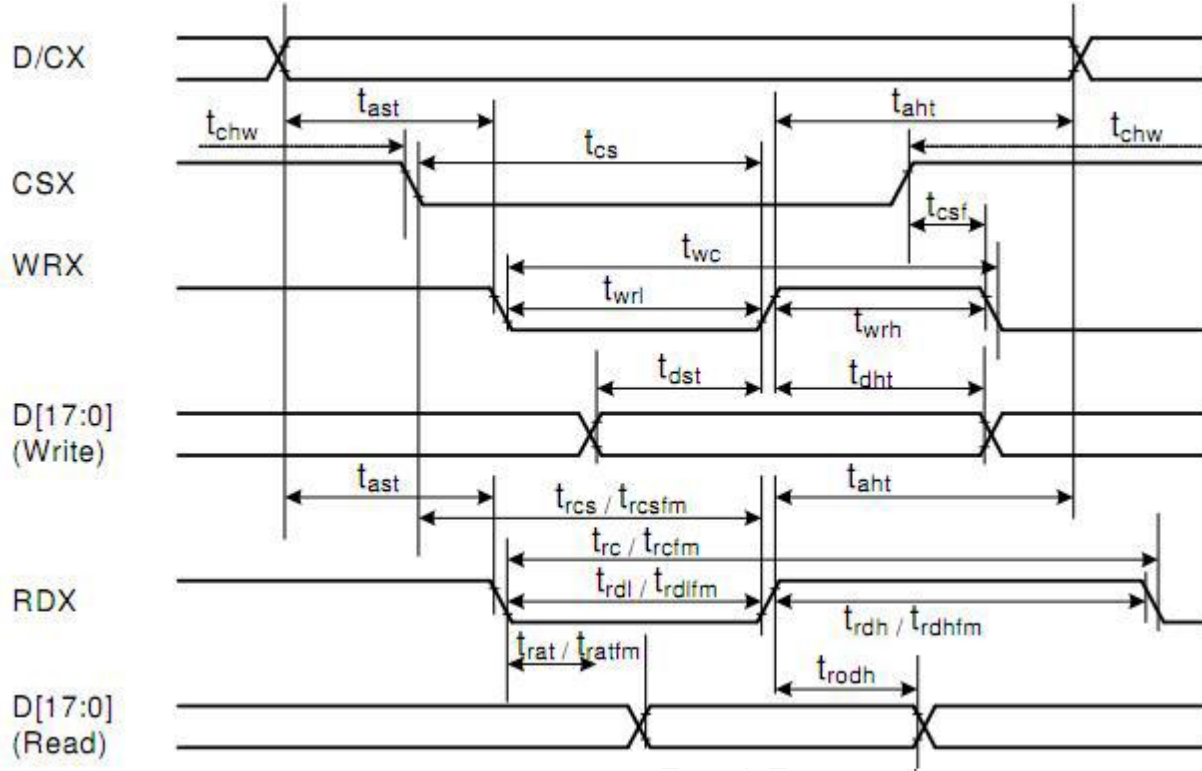 D/CX
tast
taht
tchw
tcs
tchw
CSX
tcsf
WRX
twc
twrl
twrh
tdst
tdht
D[17:0]
(Write)
tast
taht
trcs / trcsfm
trc / trcfm
RDX
trdl / trdlfm
trdh / trdhfm
trat / tratfm
trodh
D[17:0]
(Read)